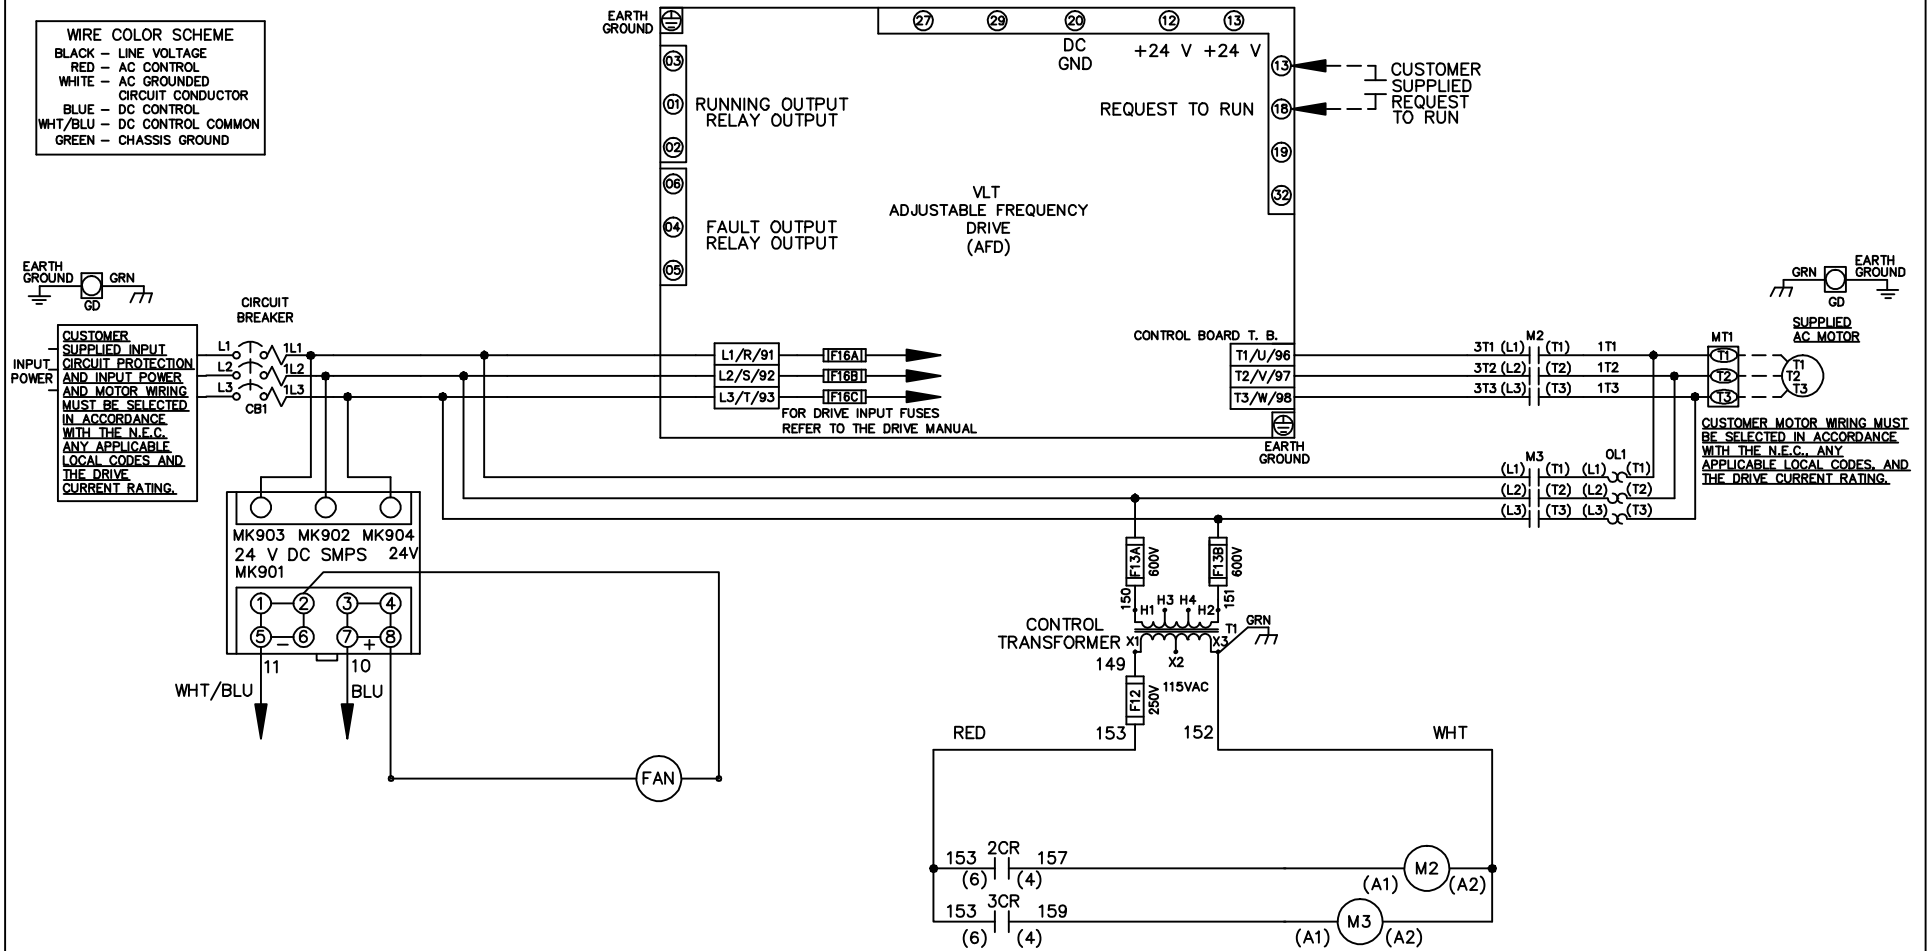 WIRE COLOR SCHEME
BLACK – LINE VOLTAGE
RED – AC CONTROL
WHITE – AC GROUNDED
CIRCUIT CONDUCTOR
BLUE – DC CONTROL
WHT/BLU – DC CONTROL COMMON
GREEN – CHASSIS GROUND
EARTH
GROUND
27
29
20
12
13
DC
GND
+24 V
+24 V
03
01
02
RUNNING OUTPUT
RELAY OUTPUT
06
04
05
FAULT OUTPUT
RELAY OUTPUT
VLT
ADJUSTABLE FREQUENCY
DRIVE
(AFD)
REQUEST TO RUN
13
18
19
32
CUSTOMER
SUPPLIED
REQUEST
TO RUN
EARTH
GROUND
GRN
GD
INPUT
POWER
CUSTOMER
SUPPLIED INPUT
CIRCUIT PROTECTION
AND INPUT POWER
AND MOTOR WIRING
MUST BE SELECTED
IN ACCORDANCE
WITH THE N.E.C.
ANY APPLICABLE
LOCAL CODES AND
THE DRIVE
CURRENT RATING.
CIRCUIT
BREAKER
L1
1L1
L2
1L2
L3
1L3
CB1
L1/R/91
F16A
L2/S/92
F16B
L3/T/93
F16C
FOR DRIVE INPUT FUSES
REFER TO THE DRIVE MANUAL
CONTROL BOARD T. B.
T1/U/96
T2/V/97
T3/W/98
EARTH
GROUND
M2
3T1 (L1) (T1) 1T1
3T2 (L2) (T2) 1T2
3T3 (L3) (T3) 1T3
MT1
T1
T2
T3
GRN
GD
EARTH
GROUND
SUPPLIED
AC MOTOR
T1
T2
T3
CUSTOMER MOTOR WIRING MUST
BE SELECTED IN ACCORDANCE
WITH THE N.E.C., ANY
APPLICABLE LOCAL CODES, AND
THE DRIVE CURRENT RATING.
M3
OL1
(L1) (T1) (L1) (T1)
(L2) (T2) (L2) (T2)
(L3) (T3) (L3) (T3)
MK903 MK902 MK904
24 V DC SMPS 24V
MK901
1 2 3 4
5 – 6 7 + 8
11
10
WHT/BLU
BLU
FAN
F13A
600V
F13B
600V
150
151
H1 H3 H4 H2
CONTROL
TRANSFORMER
T1
GRN
X1
X2
X3
149
115VAC
F12
250V
153
152
RED
WHT
153 2CR 157
(6) (4)
M2
(A1) (A2)
153 3CR 159
(6) (4)
M3
(A1) (A2)